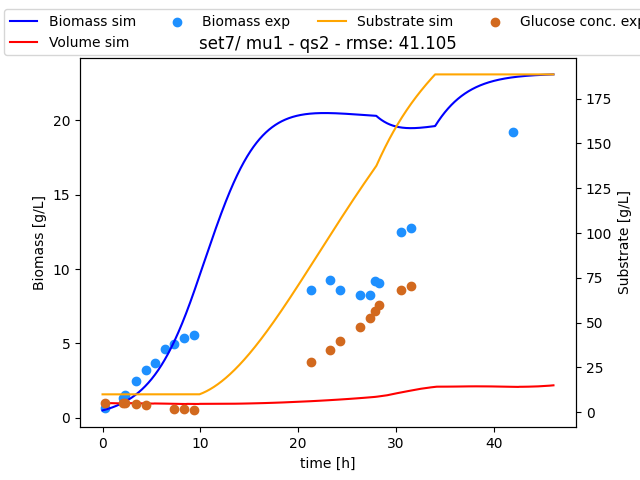 Biomass sim Biomass exp Substrate sim Glucose conc. exp
Volume sim
set7/ mu1 - qs2 - rmse: 41.105
Biomass [g/L]
20
15
10
5
0
175
150
125
100
75
50
25
0
Substrate [g/L]
0 10 20 30 40
time [h]